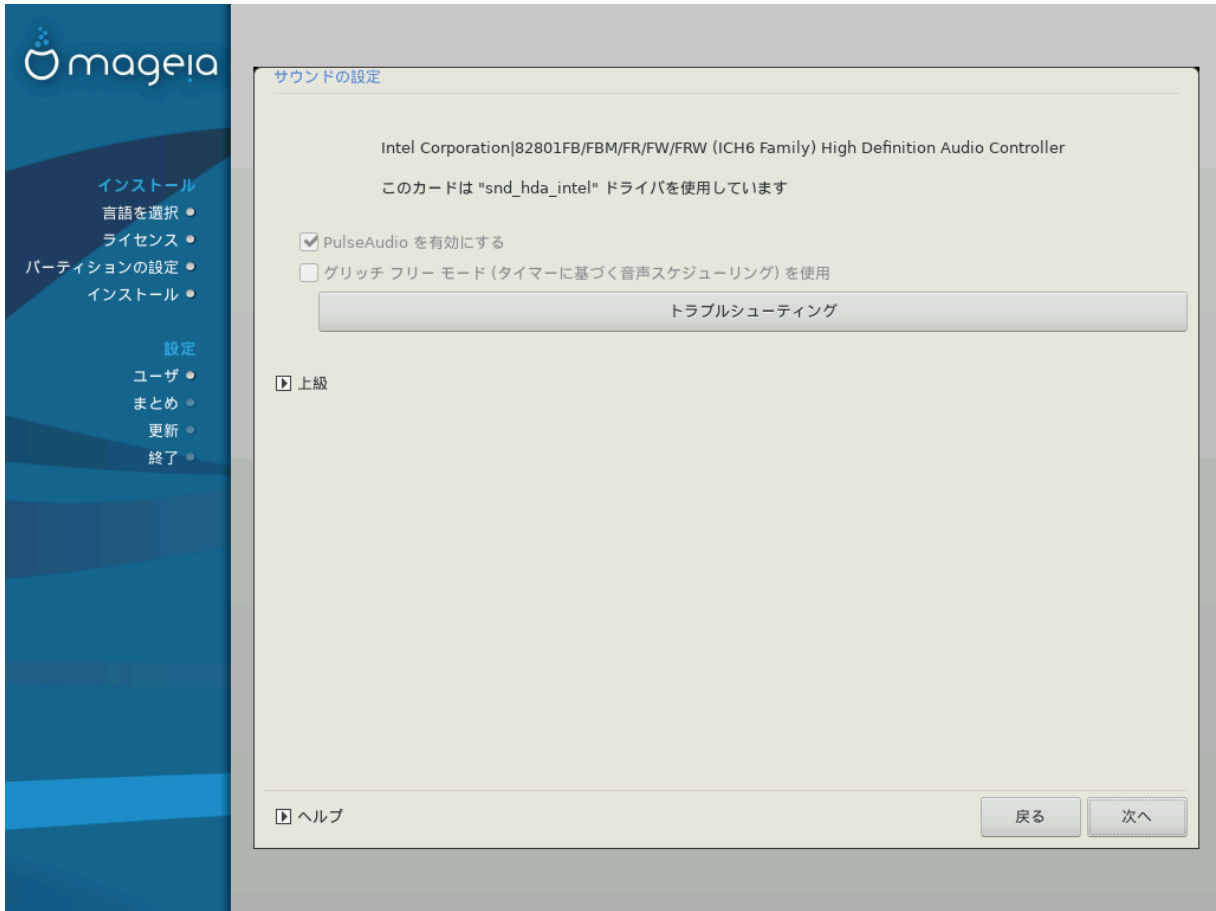 mageia
インストール
言語を選択
ライセンス
パーティションの設定
インストール
設定
ユーザ
まとめ
更新
終了
サウンドの設定
Intel Corporation|82801FB/FBM/FR/FW/FRW (ICH6 Family) High Definition Audio Controller
このカードは "snd_hda_intel" ドライバを使用しています
PulseAudio を有効にする
グリッチ フリー モード (タイマーに基づく音声スケジューリング) を使用
トラブルシューティング
上級
ヘルプ
戻る
次へ